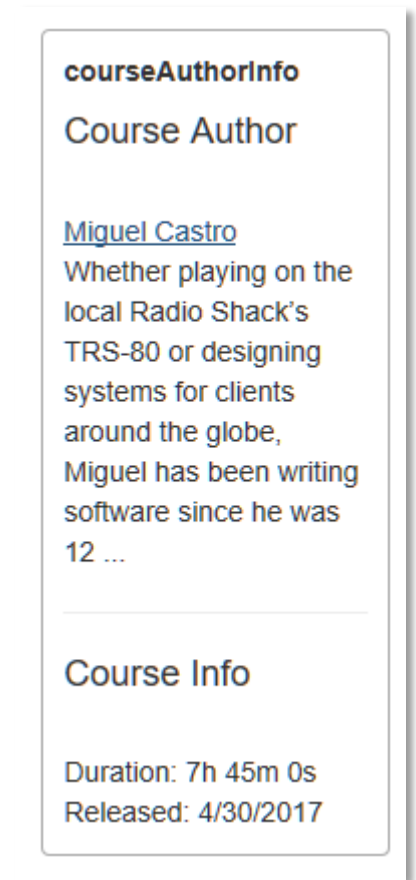 courseAuthorInfo
Course Author
Miguel Castro
Whether playing on the
local Radio Shack’s
TRS-80 or designing
systems for clients
around the globe,
Miguel has been writing
software since he was
12 ...
Course Info
Duration: 7h 45m 0s
Released: 4/30/2017